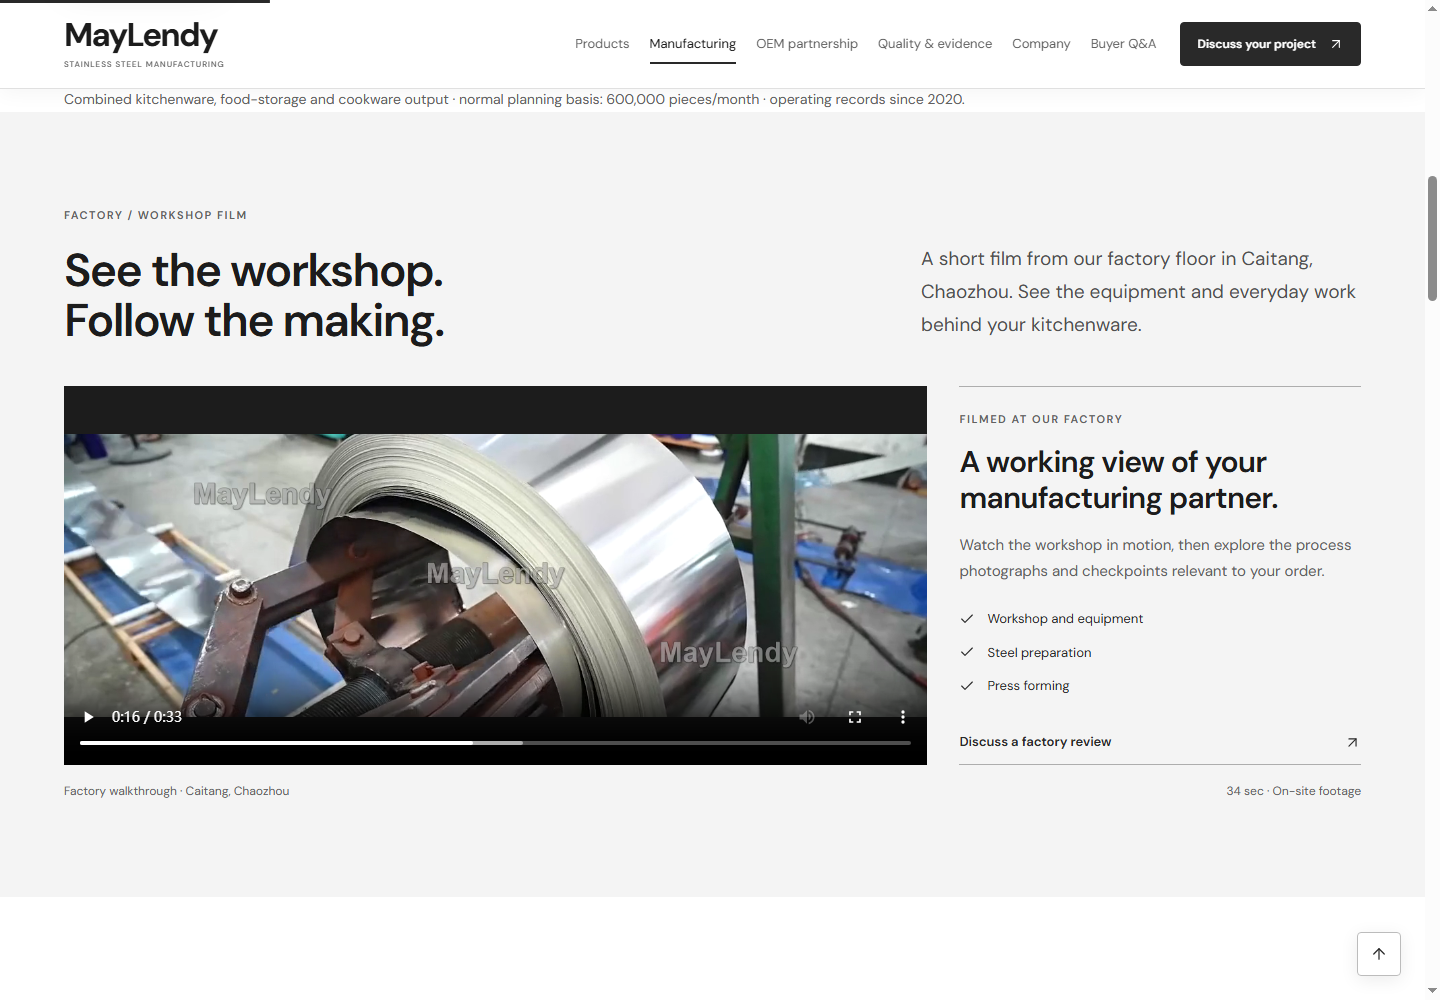 MayLendy
STAINLESS STEEL MANUFACTURING
Products
Manufacturing
OEM partnership
Quality & evidence
Company
Buyer Q&A
Discuss your project
Combined kitchenware, food-storage and cookware output · normal planning basis: 600,000 pieces/month · operating records since 2020.
FACTORY / WORKSHOP FILM
See the workshop.
Follow the making.
A short film from our factory floor in Caitang,
Chaozhou. See the equipment and everyday work
behind your kitchenware.
MayLendy
MayLendy
MayLendy
0:16 / 0:33
FILMED AT OUR FACTORY
A working view of your
manufacturing partner.
Watch the workshop in motion, then explore the process
photographs and checkpoints relevant to your order.
Workshop and equipment
Steel preparation
Press forming
Discuss a factory review
Factory walkthrough · Caitang, Chaozhou
34 sec · On-site footage